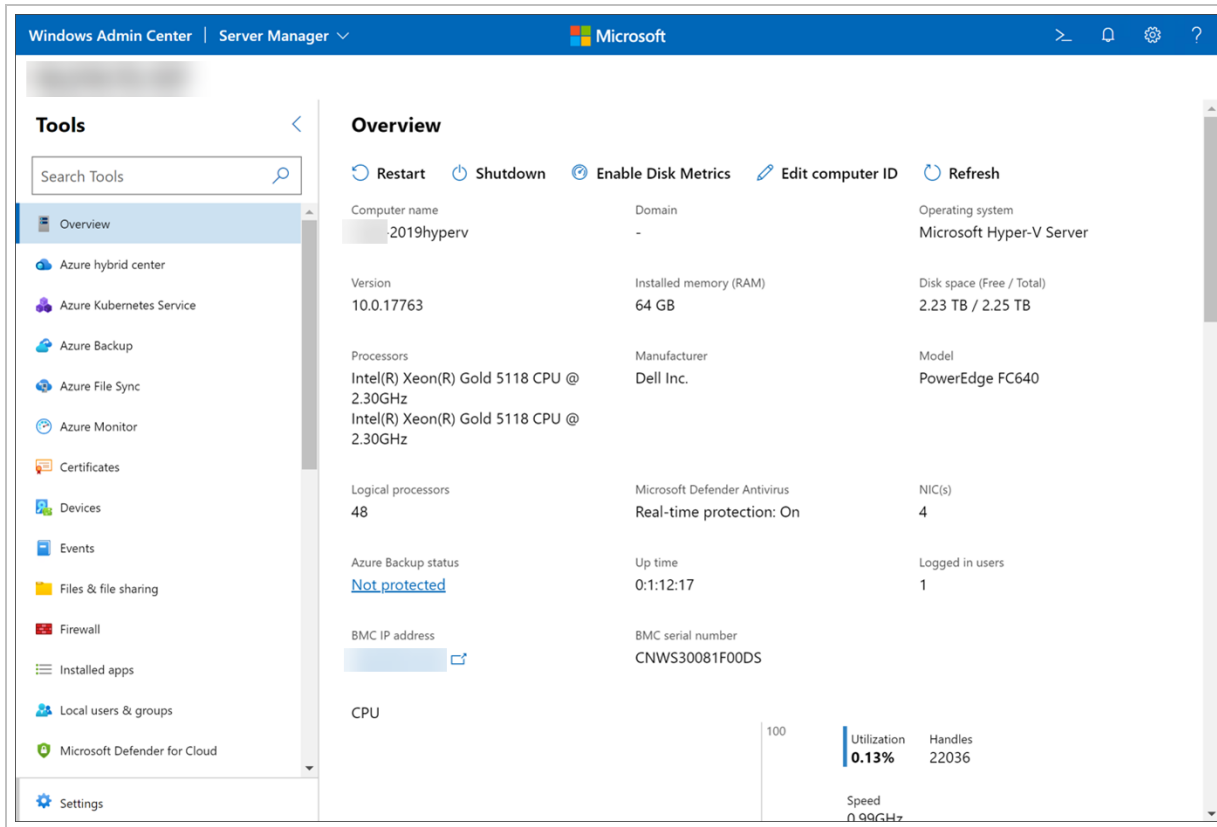 Windows Admin Center | Server Manager
Microsoft
Tools
Search Tools
Overview
Azure hybrid center
Azure Kubernetes Service
Azure Backup
Azure File Sync
Azure Monitor
Certificates
Devices
Events
Files & file sharing
Firewall
Installed apps
Local users & groups
Microsoft Defender for Cloud
Settings
Overview
Restart Shutdown Enable Disk Metrics Edit computer ID Refresh
Computer name Domain Operating system
-2019hyperv - Microsoft Hyper-V Server
Version Installed memory (RAM) Disk space (Free / Total)
10.0.17763 64 GB 2.23 TB / 2.25 TB
Processors Manufacturer Model
Intel(R) Xeon(R) Gold 5118 CPU @ Dell Inc. PowerEdge FC640
2.30GHz
Intel(R) Xeon(R) Gold 5118 CPU @
2.30GHz
Logical processors Microsoft Defender Antivirus NIC(s)
48 Real-time protection: On 4
Azure Backup status Up time Logged in users
Not protected 0:1:12:17 1
BMC IP address BMC serial number
CNWS30081F00DS
CPU
100
Utilization Handles
0.13% 22036
Speed
0.99GHz